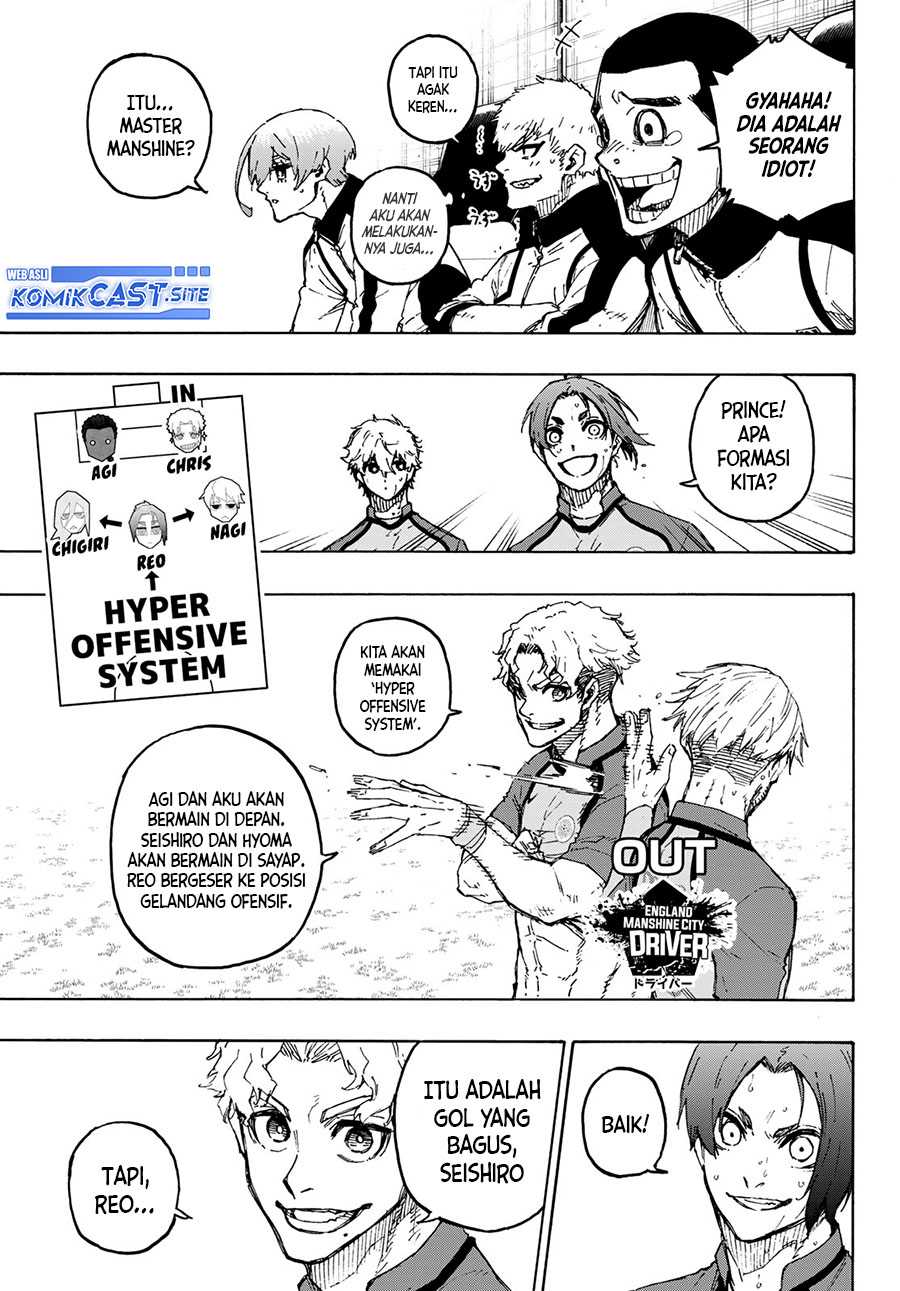 GYAHAHA!
DIA ADALAH
SEORANG
IDIOT!
TAPI ITU
AGAK
KEREN...
うず
うず
NANTI
AKU AKAN
MELAKUKAN-
NYA JUGA...
ITU...
MASTER
MANSHINE?
WEB ASLI
KOMIKCAST.SITE
PRINCE!
APA
FORMASI
KITA?
IN
AGI
CHRIS
CHIGIRI
NAGI
REO
HYPER
OFFENSIVE
SYSTEM
KITA AKAN
MEMAKAI
‘HYPER
OFFENSIVE
SYSTEM’.
AGI DAN AKU AKAN
BERMAIN DI DEPAN.
SEISHIRO DAN HYOMA
AKAN BERMAIN DI SAYAP.
REO BERGESER KE POSISI
GELANDANG OFENSIF.
OUT
ENGLAND
MANSHINE CITY
DRIVER
ドライバー
BAIK!
ITU ADALAH
GOL YANG
BAGUS,
SEISHIRO
TAPI,
REO...